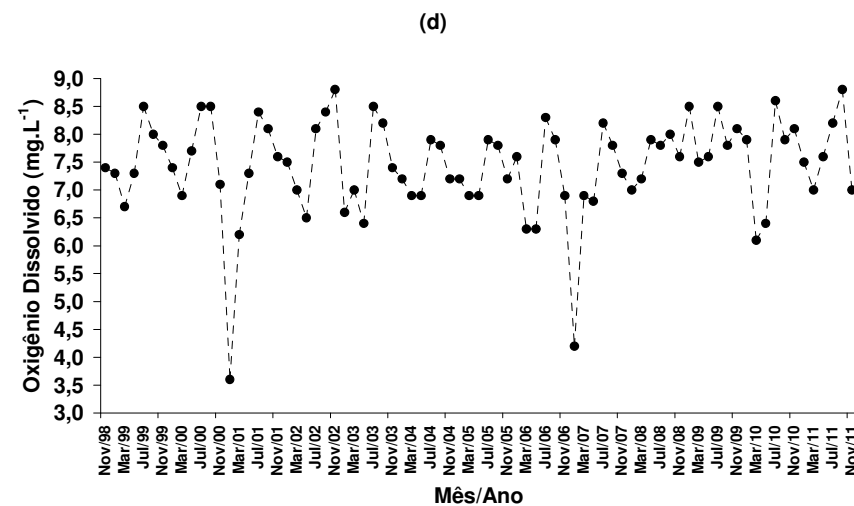 (d)
Oxigênio Dissolvido (mg.L-1)
9,0
8,5
8,0
7,5
7,0
6,5
6,0
5,5
5,0
4,5
4,0
3,5
3,0
Nov/98
Mar/99
Jul/99
Nov/99
Mar/00
Jul/00
Nov/00
Mar/01
Jul/01
Nov/01
Mar/02
Jul/02
Nov/02
Mar/03
Jul/03
Nov/03
Mar/04
Jul/04
Nov/04
Mar/05
Jul/05
Nov/05
Mar/06
Jul/06
Nov/06
Mar/07
Jul/07
Nov/07
Mar/08
Jul/08
Nov/08
Mar/09
Jul/09
Nov/09
Mar/10
Jul/10
Nov/10
Mar/11
Jul/11
Nov/11
Mês/Ano